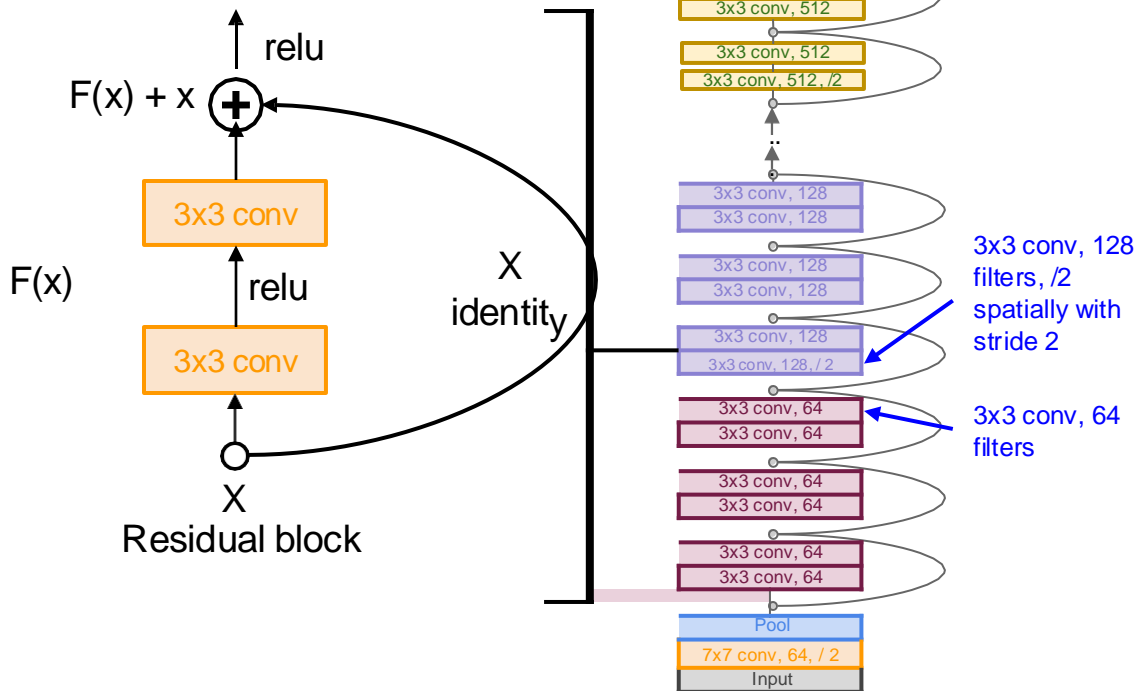 relu
F(x) + x
+
3x3 conv
F(x)
relu
X
identity
3x3 conv
X
Residual block
3x3 conv, 512
3x3 conv, 512
3x3 conv, 512, /2
..
3x3 conv, 128
3x3 conv, 128
3x3 conv, 128
3x3 conv, 128
3x3 conv, 128
3x3 conv, 128, / 2
3x3 conv, 64
3x3 conv, 64
3x3 conv, 64
3x3 conv, 64
3x3 conv, 64
3x3 conv, 64
Pool
7x7 conv, 64, / 2
Input
3x3 conv, 128
filters, /2
spatially with
stride 2
3x3 conv, 64
filters